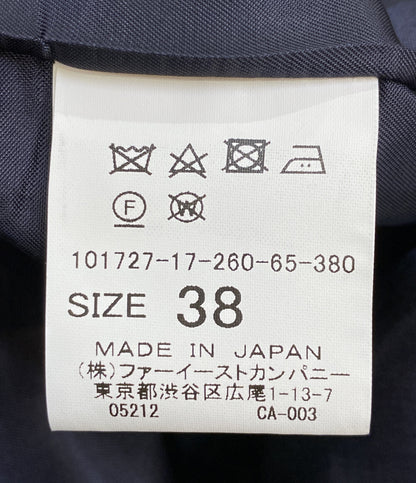 F W
101727-17-260-65-380
SIZE 38
MADE IN JAPAN
(株)ファーイーストカンパニー
東京都渋谷区広尾1-13-7
05212 CA-003